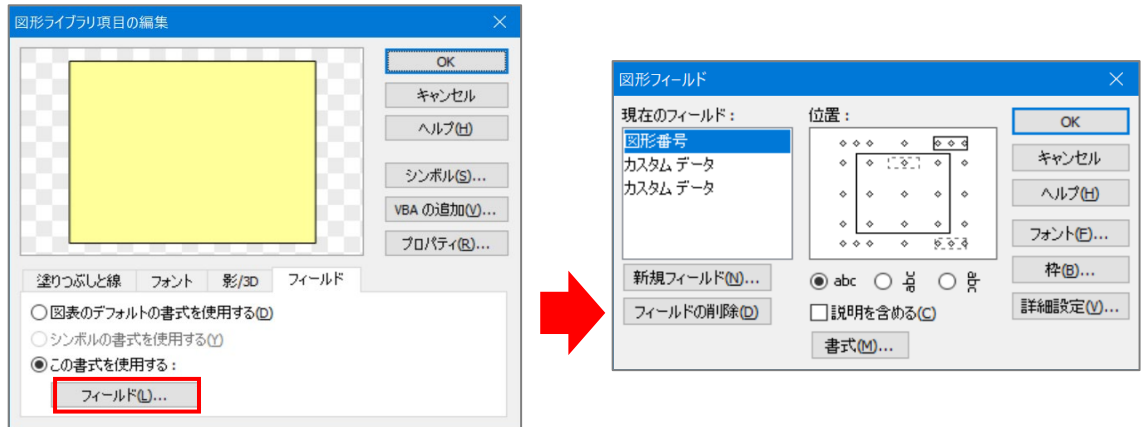 図形ライブラリ項目の編集
OK
キャンセル
ヘルプ(H)
シンボル(S)...
VBA の追加(V)...
プロパティ(R)...
塗りつぶしと線 フォント 影/3D フィールド
図表のデフォルトの書式を使用する(D)
シンボルの書式を使用する(Y)
この書式を使用する：
フィールド(L)...
図形フィールド
現在のフィールド： 位置：
図形番号
カスタム データ
カスタム データ
OK
キャンセル
ヘルプ(H)
フォント(F)...
枠(B)...
詳細設定(V)...
新規フィールド(N)...
フィールドの削除(D)
abc abc abc
説明を含める(C)
書式(M)...